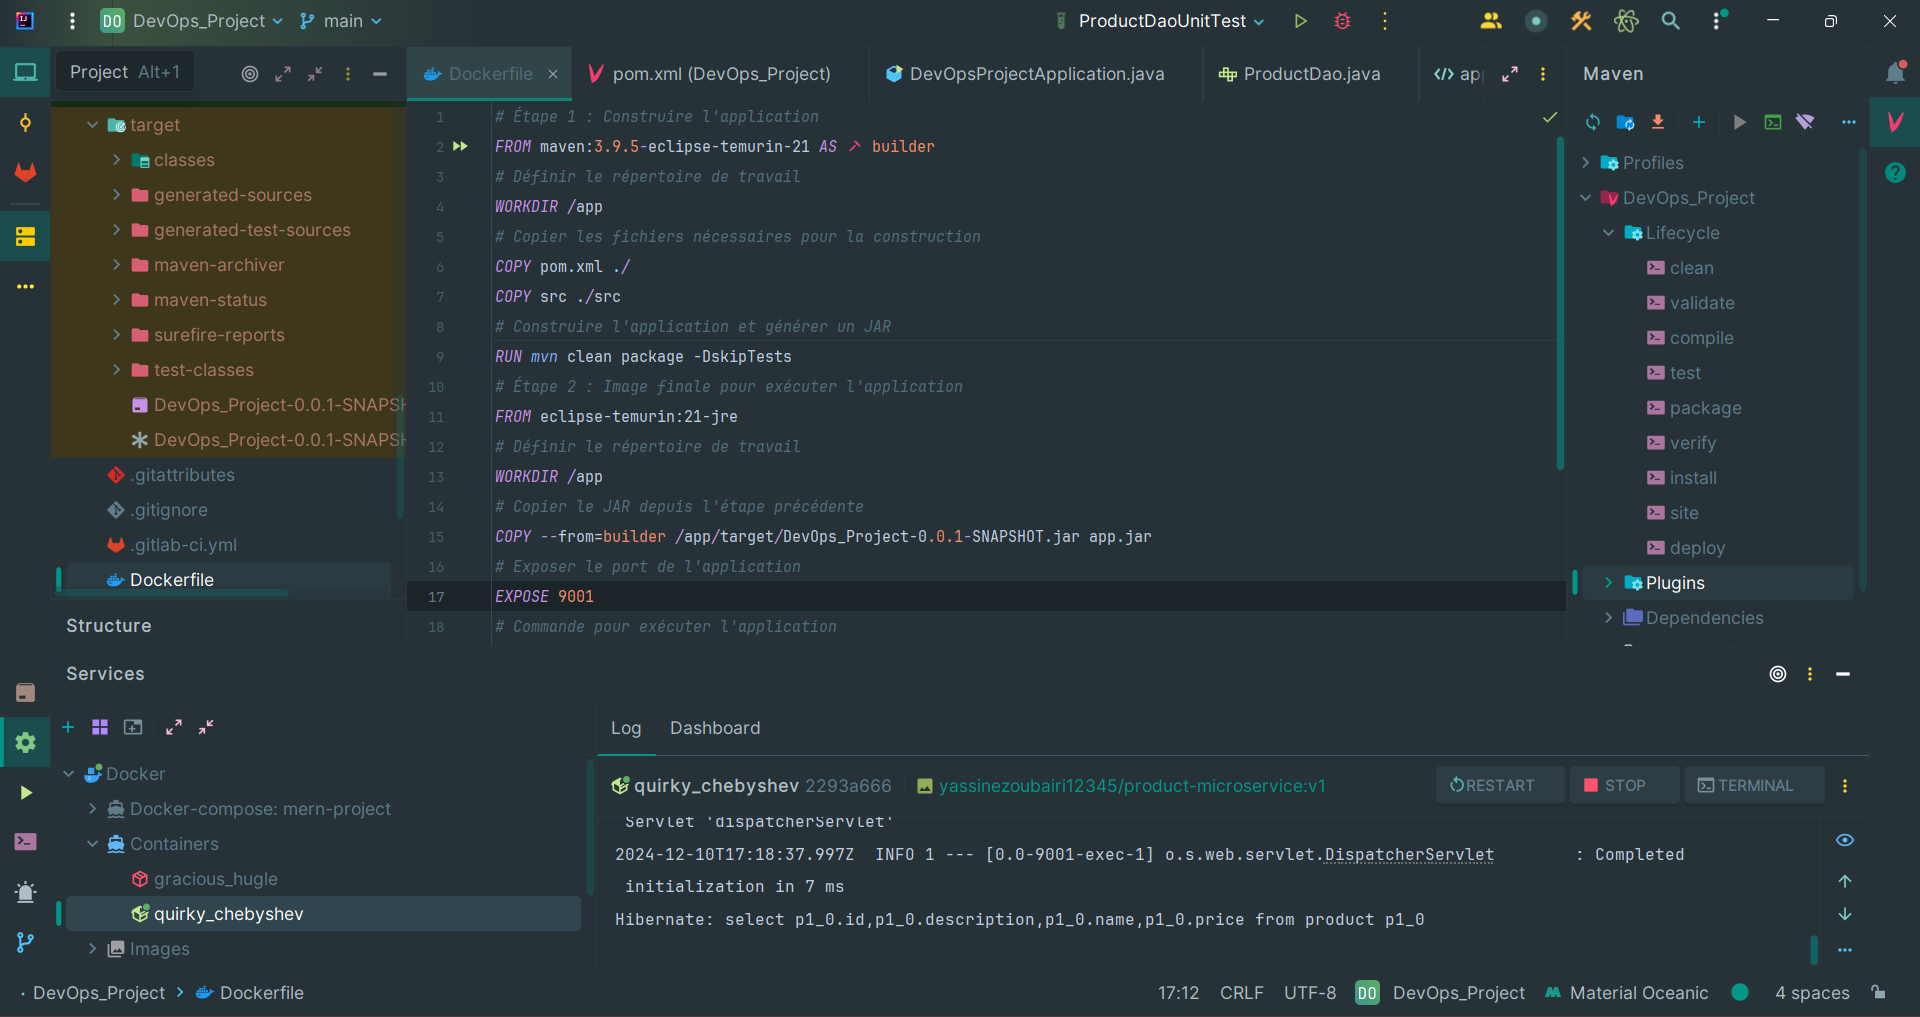 DO DevOps_Project main ProductDaoUnitTest
Project Alt+1
target
classes
generated-sources
generated-test-sources
maven-archiver
maven-status
surefire-reports
test-classes
DevOps_Project-0.0.1-SNAPSH
DevOps_Project-0.0.1-SNAPSH
.gitattributes
.gitignore
.gitlab-ci.yml
Dockerfile
Structure
Dockerfile pom.xml (DevOps_Project) DevOpsProjectApplication.java ProductDao.java ap
1 # Étape 1 : Construire l'application
2 FROM maven:3.9.5-eclipse-temurin-21 AS builder
3 # Définir le répertoire de travail
4 WORKDIR /app
5 # Copier les fichiers nécessaires pour la construction
6 COPY pom.xml ./
7 COPY src ./src
8 # Construire l'application et générer un JAR
9 RUN mvn clean package -DskipTests
10 # Étape 2 : Image finale pour exécuter l'application
11 FROM eclipse-temurin:21-jre
12 # Définir le répertoire de travail
13 WORKDIR /app
14 # Copier le JAR depuis l'étape précédente
15 COPY --from=builder /app/target/DevOps_Project-0.0.1-SNAPSHOT.jar app.jar
16 # Exposer le port de l'application
17 EXPOSE 9001
18 # Commande pour exécuter l'application
Maven
Profiles
DevOps_Project
Lifecycle
clean
validate
compile
test
package
verify
install
site
deploy
Plugins
Dependencies
Services
Docker
Docker-compose: mern-project
Containers
gracious_hugle
quirky_chebyshev
Images
Log Dashboard
quirky_chebyshev 2293a666 yassinezoubairi12345/product-microservice:v1 RESTART STOP TERMINAL
Servlet 'dispatcherServlet'
2024-12-10T17:18:37.997Z INFO 1 --- [0.0-9001-exec-1] o.s.web.servlet.DispatcherServlet : Completed
initialization in 7 ms
Hibernate: select p1_0.id,p1_0.description,p1_0.name,p1_0.price from product p1_0
DevOps_Project Dockerfile 17:12 CRLF UTF-8 DO DevOps_Project Material Oceanic 4 spaces